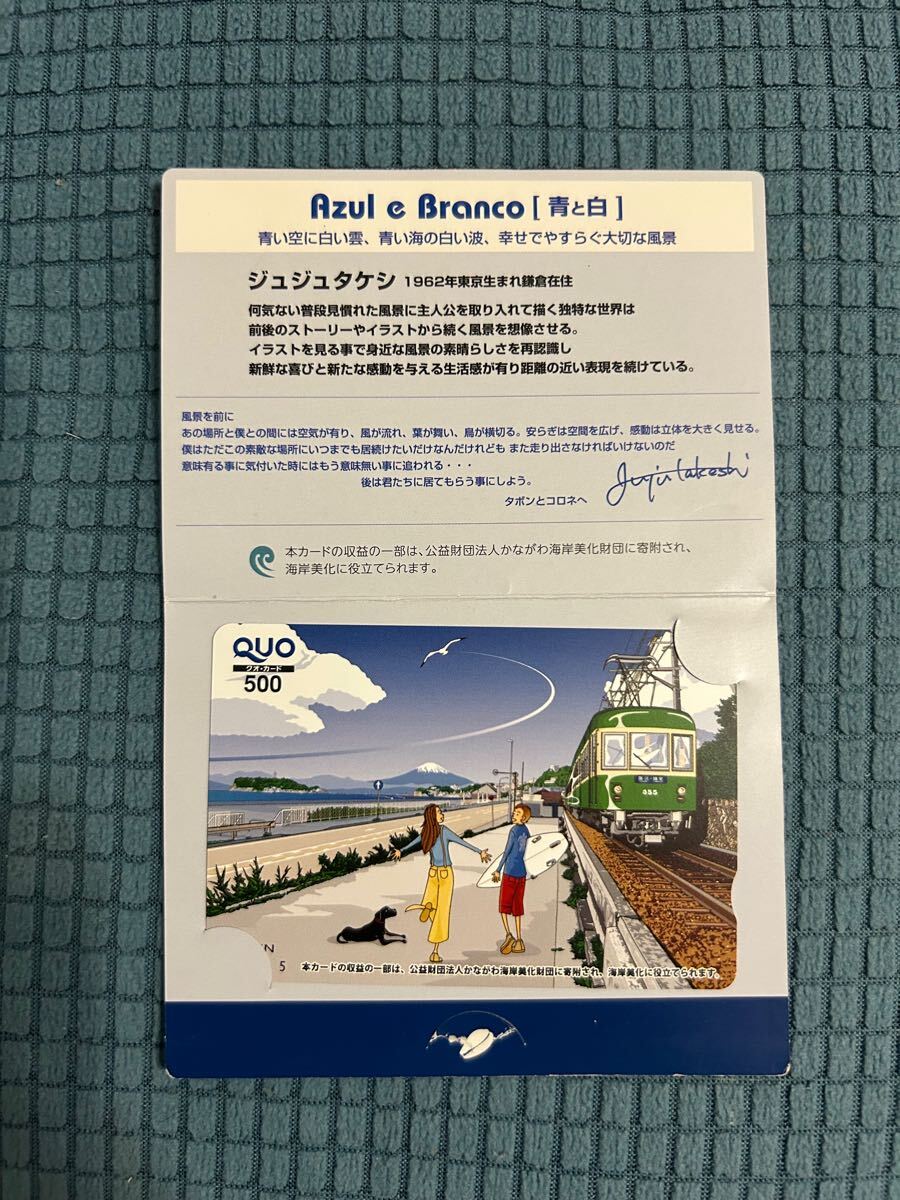 Azul e Branco [ 青と白 ]
青い空に白い雲、青い海の白い波、幸せでやすらぐ大切な風景
ジュジュタケシ 1962年東京生まれ鎌倉在住
何気ない普段見慣れた風景に主人公を取り入れて描く独特な世界は
前後のストーリーやイラストから続く風景を想像させる。
イラストを見る事で身近な風景の素晴らしさを再認識し
新鮮な喜びと新たな感動を与える生活感が有り距離の近い表現を続けている。
風景を前に
あの場所と僕との間には空気が有り、風が流れ、葉が舞い、鳥が横切る。安らぎは空間を広げ、感動は立体を大きく見せる。
僕はただこの素敵な場所にいつまでも居続けたいだけなんだけれども また走り出さなければいけないのだ
意味有る事に気付いた時にはもう意味無い事に追われる・・・
後は君たちに居てもらう事にしよう。
タポンとコロネへ
Jujutakeshi
本カードの収益の一部は、公益財団法人かながわ海岸美化財団に寄附され、
海岸美化に役立てられます。
QUO
クオ・カード
500
355
N
5
本カードの収益の一部は、公益財団法人かながわ海岸美化財団に寄附され、海岸美化に役立てられます。